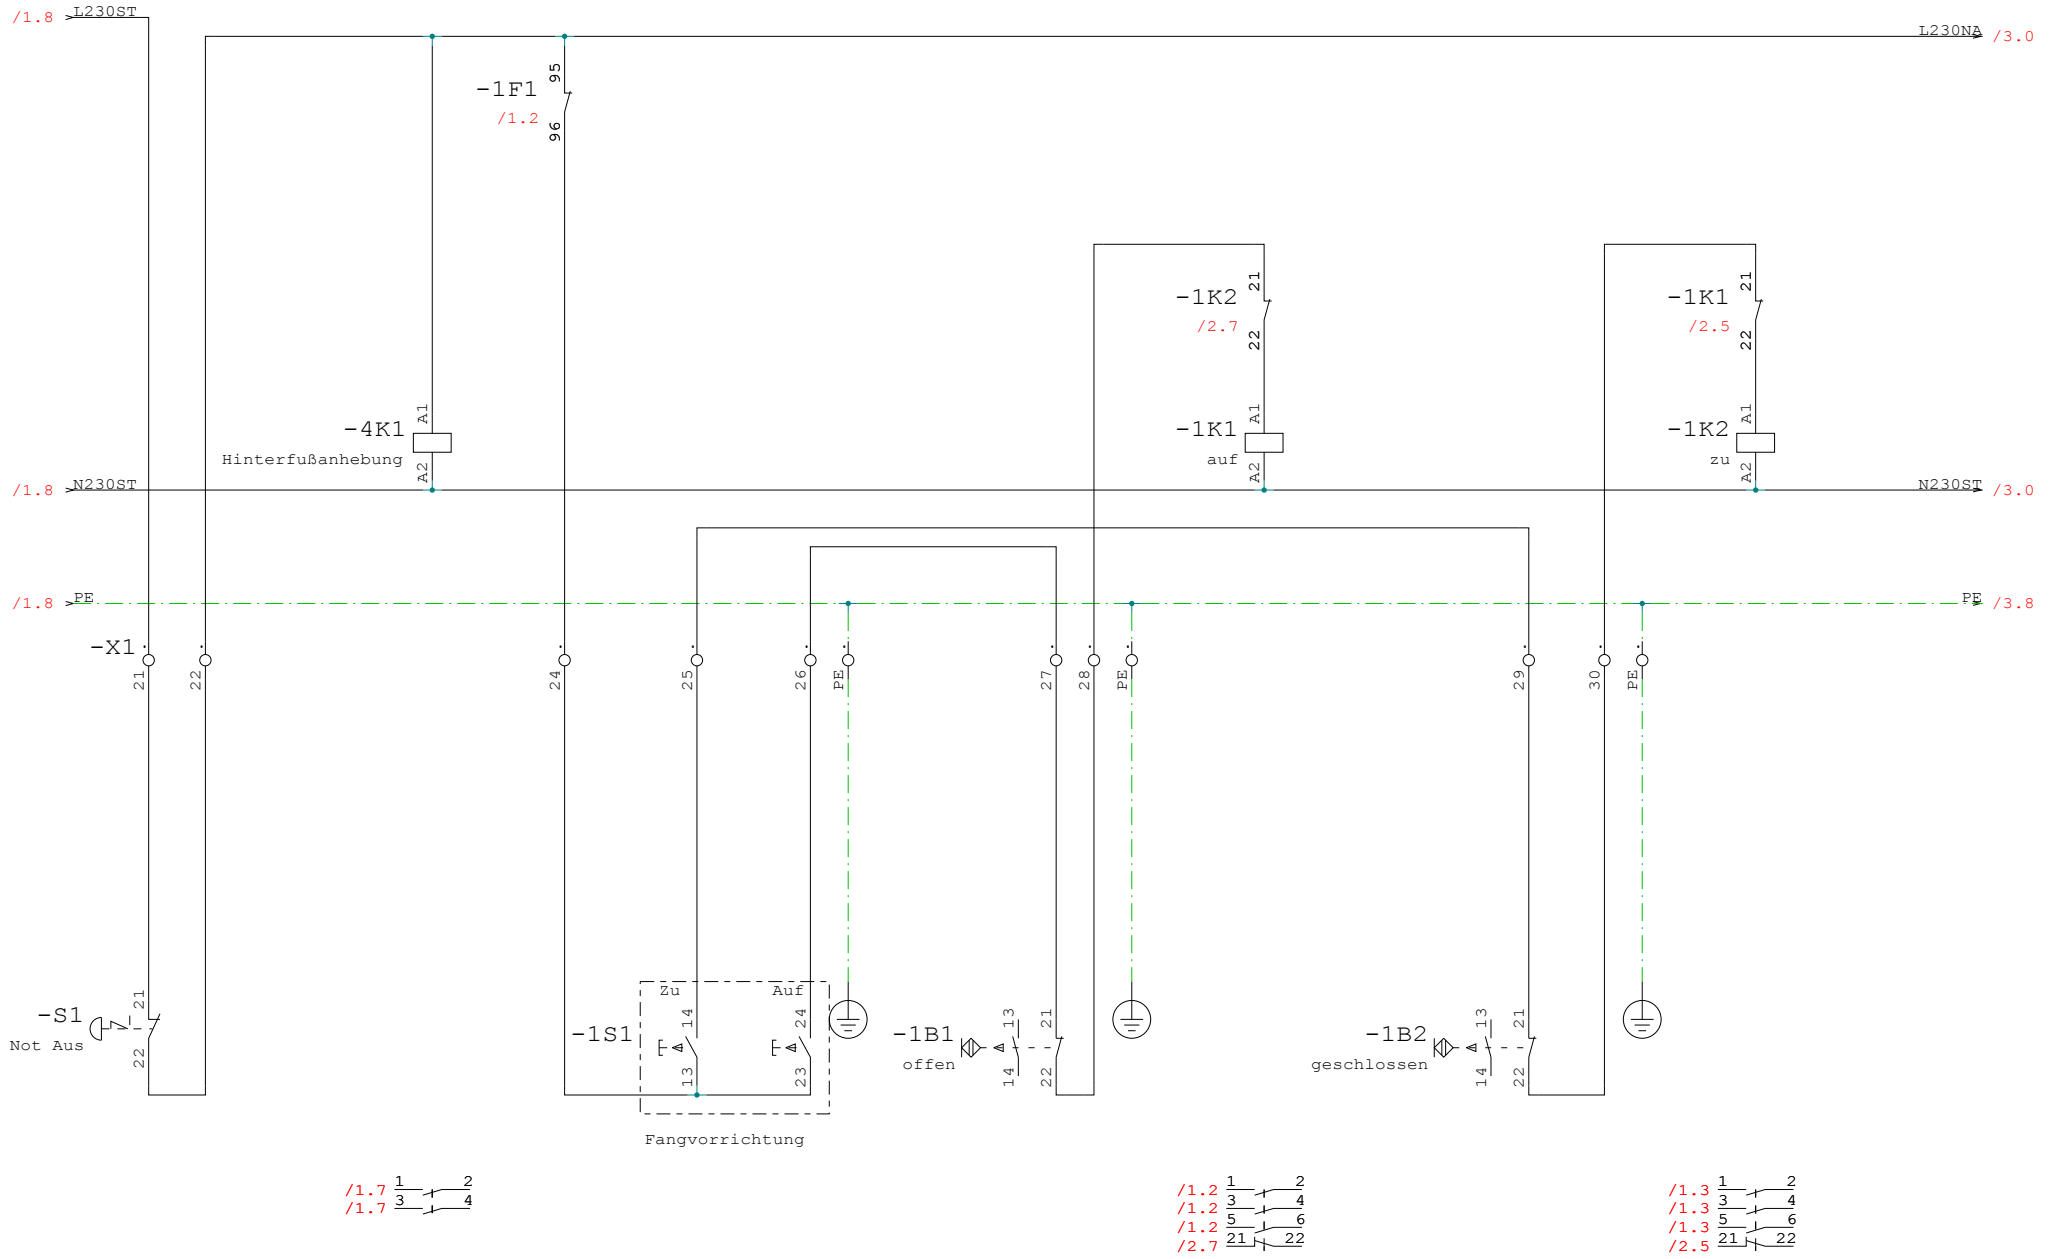 /1.8 L230ST
L230NA /3.0
95
-1F1
/1.2
96
21 21
-1K2 -1K1
/2.7 /2.5
22 22
A1 A1 A1
-4K1 -1K1 -1K2
Hinterfußanhebung auf zu
A2 A2 A2
/1.8 N230ST N230ST /3.0
/1.8 PE PE /3.8
-X1
21 22 24 25 26 PE 27 28 PE 29 30 PE
Zu Auf
21 14 24 13 21 13 21
-S1 -1S1 -1B1 -1B2
Not Aus offen geschlossen
22 13 23 14 22 14 22
Fangvorrichtung
/1.7 1 2
/1.7 3 4
/1.2 1 2
/1.2 3 4
/1.2 5 6
/2.7 21 22
/1.3 1 2
/1.3 3 4
/1.3 5 6
/2.5 21 22